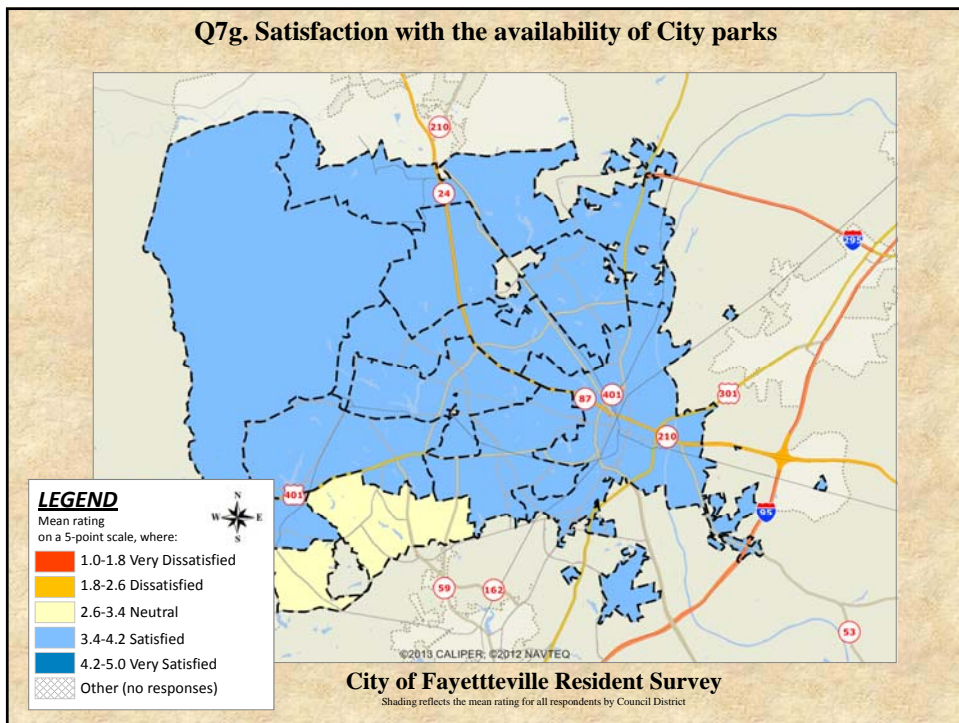 Q7g. Satisfaction with the availability of City parks
210
24
295
87
401
301
210
401
95
59
162
53
LEGEND
Mean rating
on a 5-point scale, where:
N
W E
S
1.0-1.8 Very Dissatisfied
1.8-2.6 Dissatisfied
2.6-3.4 Neutral
3.4-4.2 Satisfied
4.2-5.0 Very Satisfied
Other (no responses)
©2013 CALIPER; ©2012 NAVTEQ
City of Fayettteville Resident Survey
Shading reflects the mean rating for all respondents by Council District